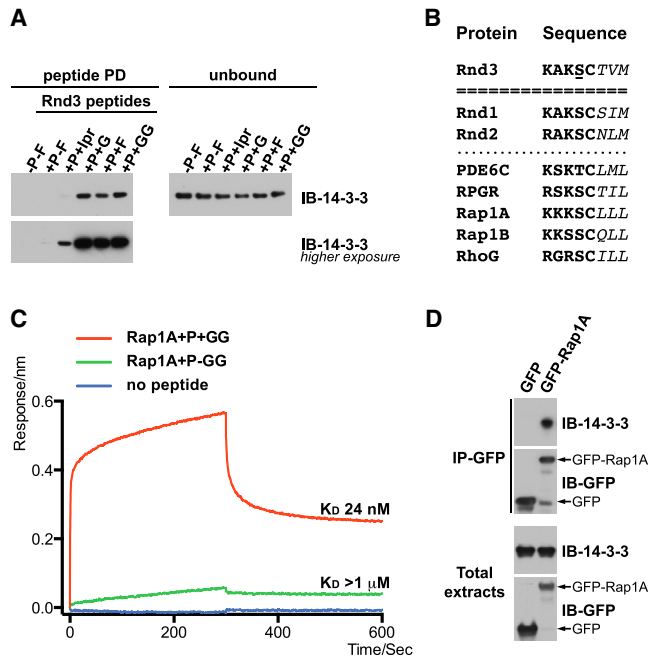 A
peptide PD
unbound
Rnd3 peptides
-P-F
+P-F
+P+Ipr
+P+G
+P+F
+P+GG
-P-F
+P-F
+P+Ipr
+P+G
+P+F
+P+GG
IB-14-3-3
IB-14-3-3
higher exposure
B
Protein Sequence
Rnd3 KAKSCTVM
================
Rnd1 KAKSCSIM
Rnd2 KAKSCNLM
PDE6C KSKTCLML
RPGR KSKSCTIL
Rap1A KKKSCLLL
Rap1B KKSSCQLL
RhoG RGRSCILL
C
Rap1A+P+GG
Rap1A+P-GG
no peptide
Response/nm
0.6
0.4
0.2
0.0
KD 24 nM
KD >1 µM
0
200
400
600
Time/Sec
D
GFP
GFP-Rap1A
IP-GFP
IB-14-3-3
GFP-Rap1A
IB-GFP
GFP
Total
extracts
IB-14-3-3
GFP-Rap1A
IB-GFP
GFP